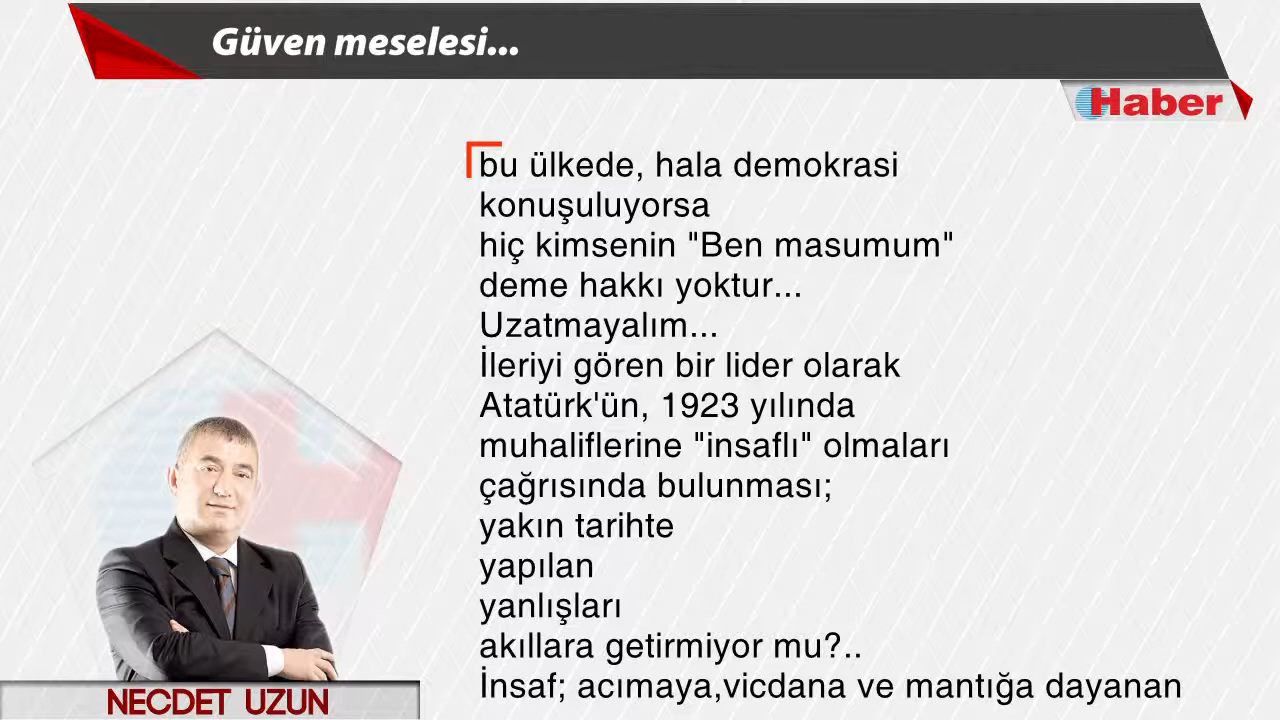 Güven meselesi...
Haber
bu ülkede, hala demokrasi
konuşuluyorsa
hiç kimsenin "Ben masumum"
deme hakkı yoktur...
Uzatmayalım...
İleriyi gören bir lider olarak
Atatürk'ün, 1923 yılında
muhaliflerine "insaflı" olmaları
çağrısında bulunması;
yakın tarihte
yapılan
yanlışları
akıllara getirmiyor mu?..
İnsaf; acımaya,vicdana ve mantığa dayanan
NECDET UZUN